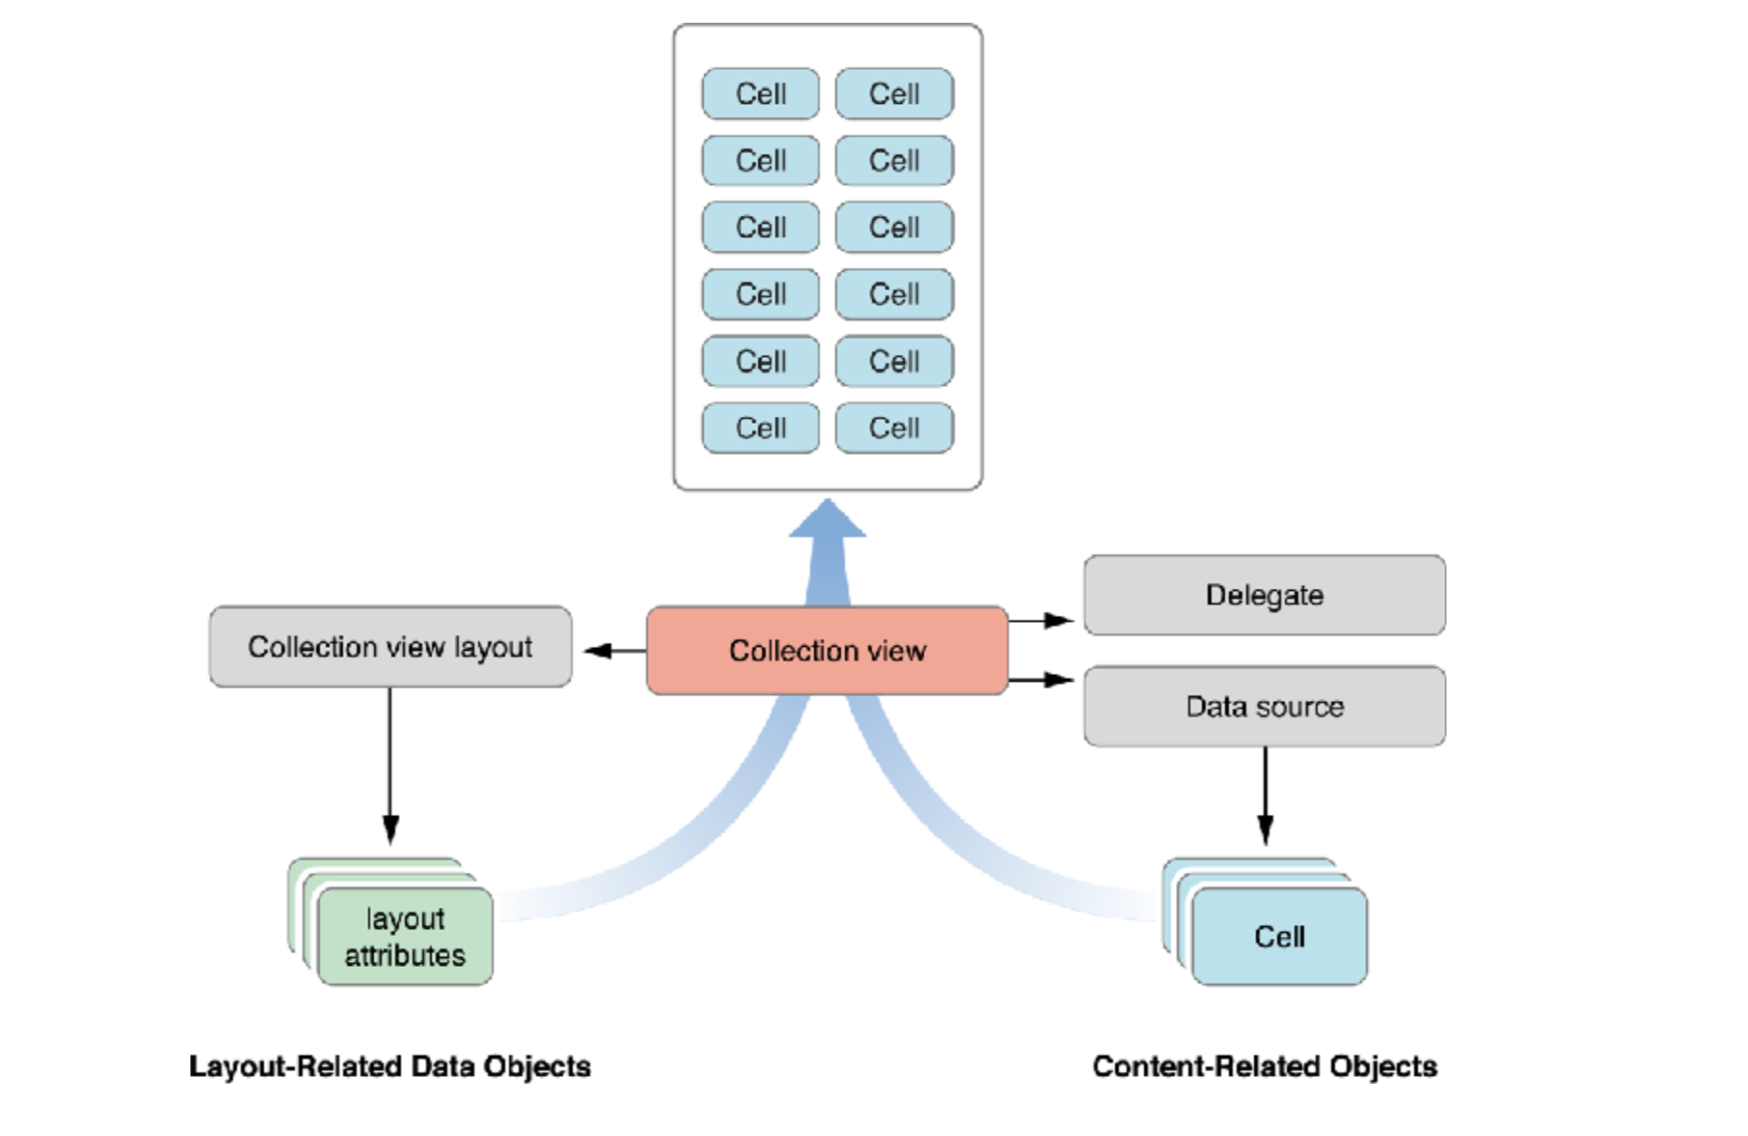 Cell Cell
Cell Cell
Cell Cell
Cell Cell
Cell Cell
Cell Cell
Delegate
Collection view layout
Collection view
Data source
layout
attributes
Cell
Layout-Related Data Objects
Content-Related Objects